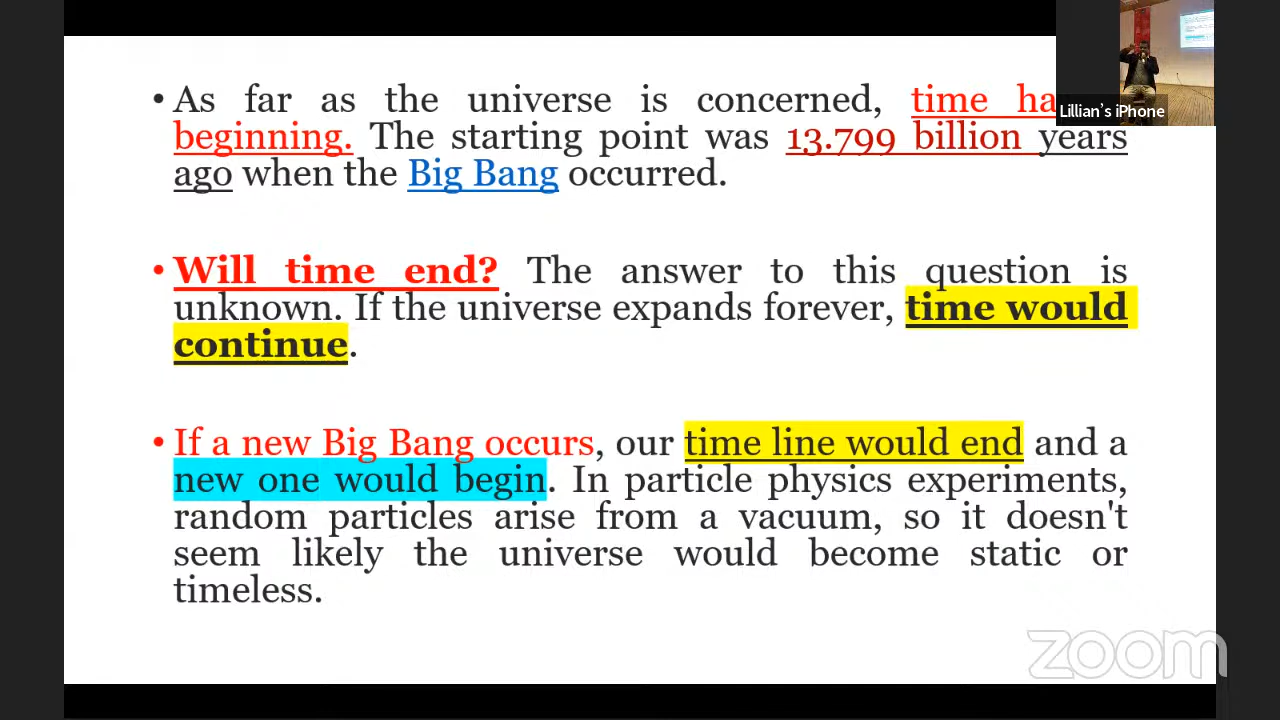 • As far as the universe is concerned, time ha
beginning. The starting point was 13.799 billion years
ago when the Big Bang occurred.
• Will time end? The answer to this question is
unknown. If the universe expands forever, time would
continue.
• If a new Big Bang occurs, our time line would end and a
new one would begin. In particle physics experiments,
random particles arise from a vacuum, so it doesn't
seem likely the universe would become static or
timeless.
Lillian's iPhone
zoom